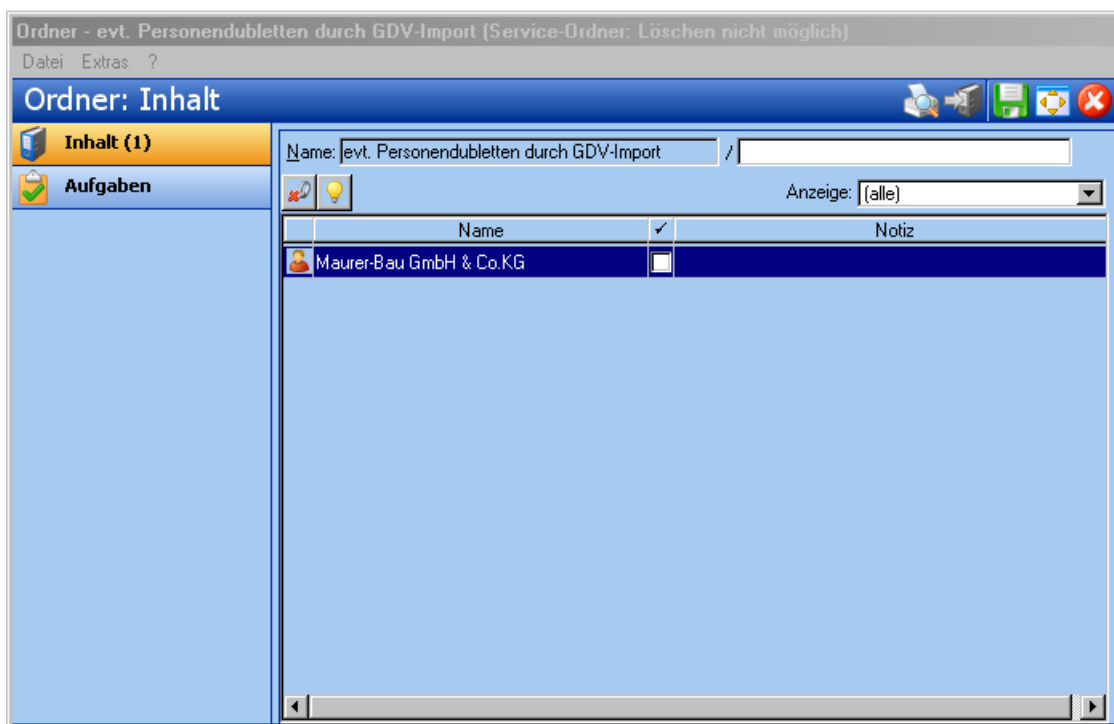 Ordner - evt. Personendubletten durch GDV-Import (Service-Ordner: Löschen nicht möglich)
Datei Extras ?
Ordner: Inhalt
Inhalt (1)
Aufgaben
Name: evt. Personendubletten durch GDV-Import /
Anzeige: (alle)
Name ✓ Notiz
Maurer-Bau GmbH & Co.KG